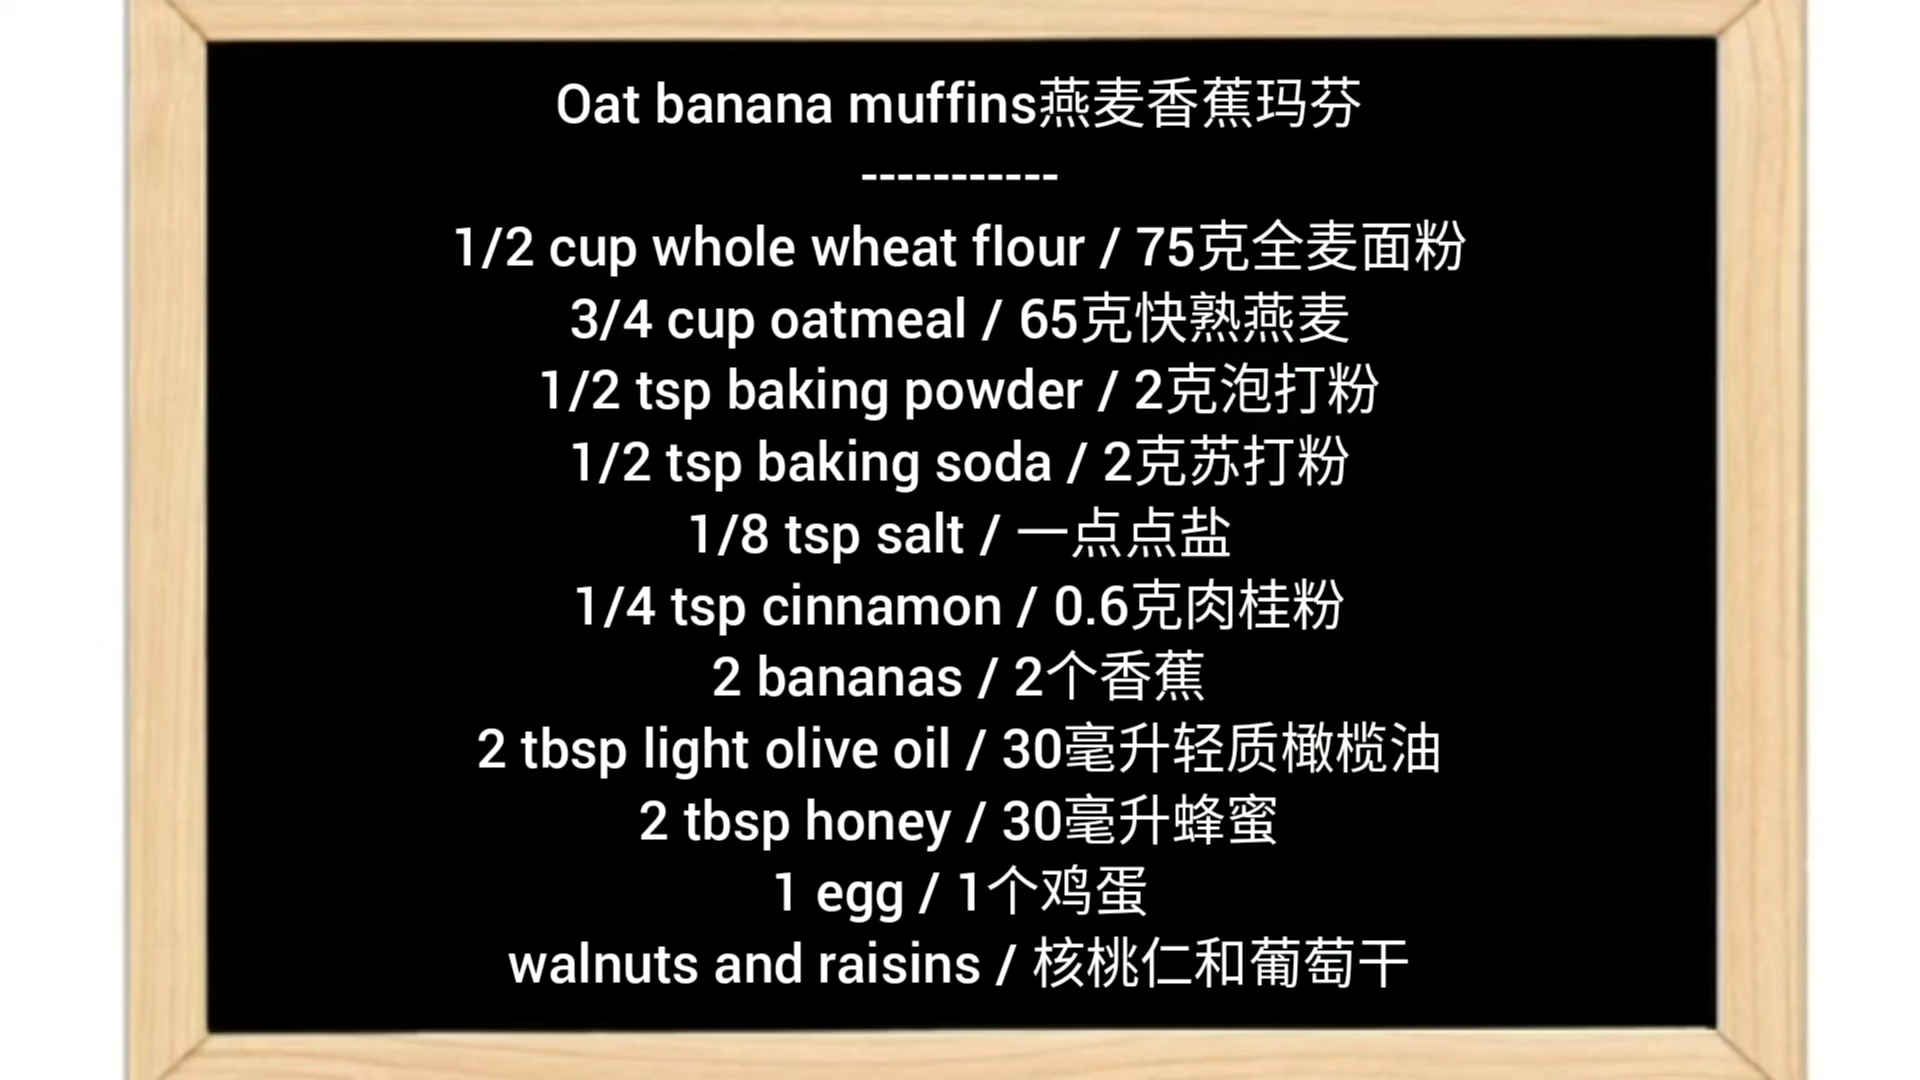 Oat banana muffins燕麦香蕉玛芬
-----------
1/2 cup whole wheat flour / 75克全麦面粉
3/4 cup oatmeal / 65克快熟燕麦
1/2 tsp baking powder / 2克泡打粉
1/2 tsp baking soda / 2克苏打粉
1/8 tsp salt / 一点点盐
1/4 tsp cinnamon / 0.6克肉桂粉
2 bananas / 2个香蕉
2 tbsp light olive oil / 30毫升轻质橄榄油
2 tbsp honey / 30毫升蜂蜜
1 egg / 1个鸡蛋
walnuts and raisins / 核桃仁和葡萄干